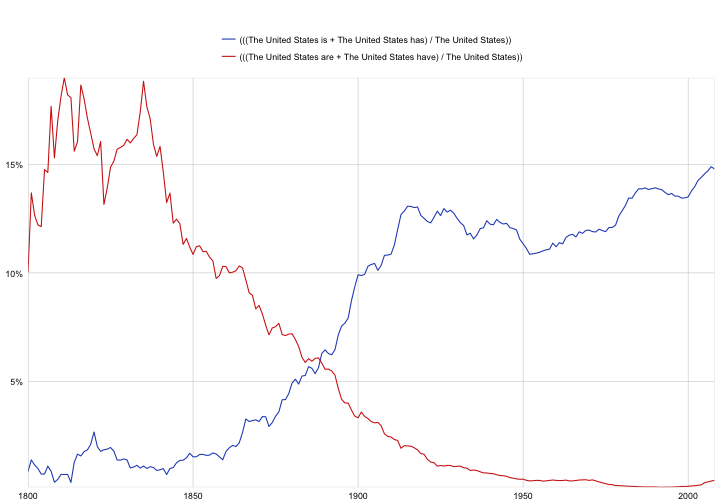 (((The United States is + The United States has) / The United States))
(((The United States are + The United States have) / The United States))
15%
10%
5%
1800 1850 1900 1950 2000